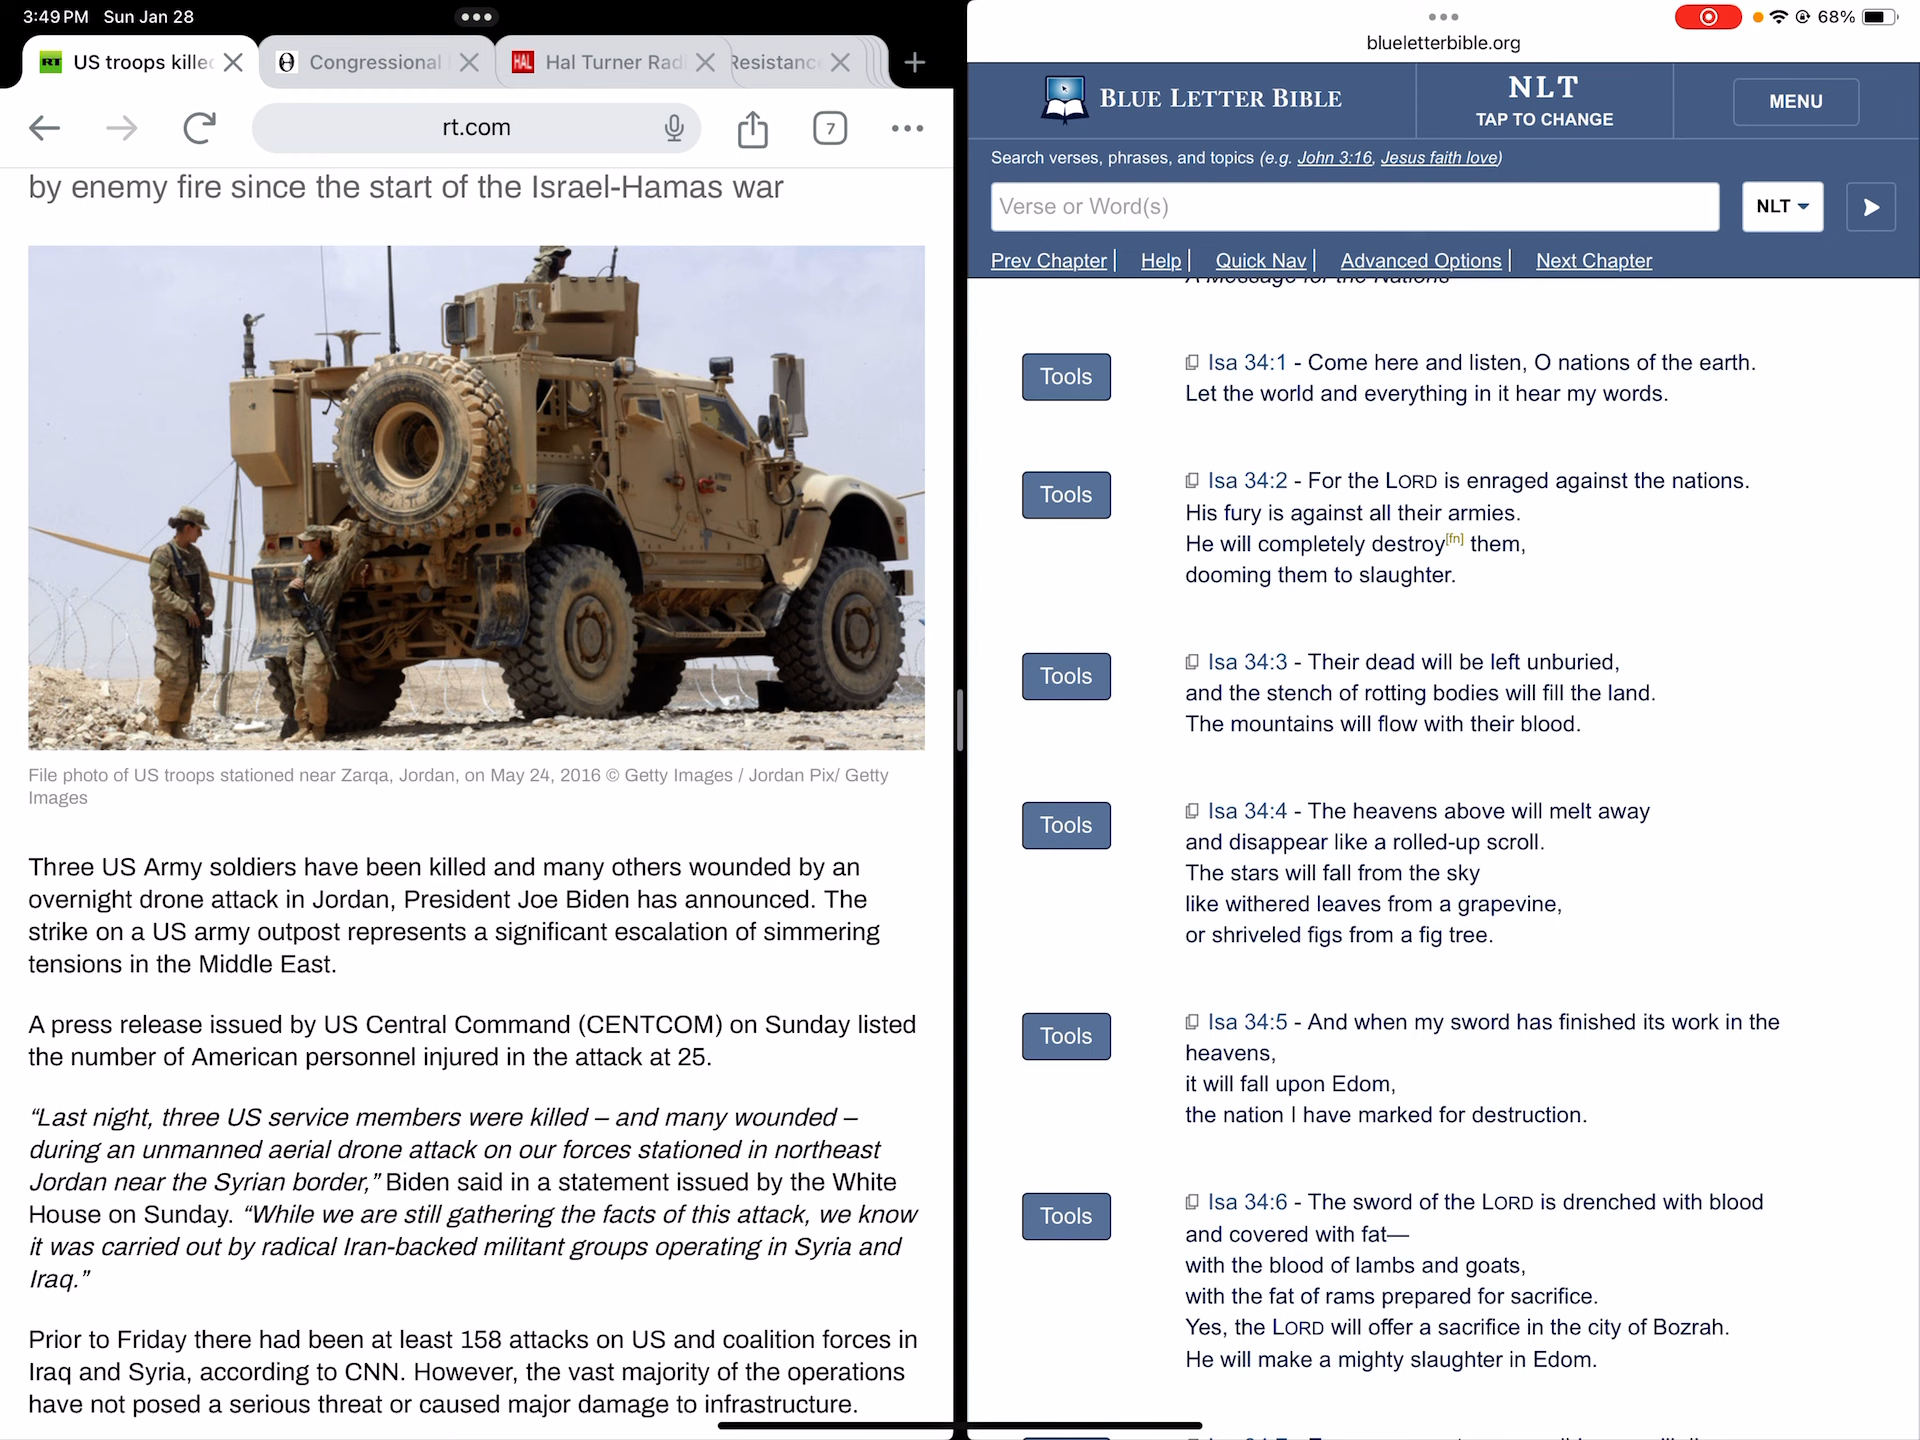 3:49 PM Sun Jan 28
RT US troops killed
Congressional
HAL Hal Turner Radi
Resistance
rt.com
7
by enemy fire since the start of the Israel-Hamas war
File photo of US troops stationed near Zarqa, Jordan, on May 24, 2016 © Getty Images / Jordan Pix/ Getty
Images
Three US Army soldiers have been killed and many others wounded by an
overnight drone attack in Jordan, President Joe Biden has announced. The
strike on a US army outpost represents a significant escalation of simmering
tensions in the Middle East.
A press release issued by US Central Command (CENTCOM) on Sunday listed
the number of American personnel injured in the attack at 25.
“Last night, three US service members were killed – and many wounded –
during an unmanned aerial drone attack on our forces stationed in northeast
Jordan near the Syrian border,” Biden said in a statement issued by the White
House on Sunday. “While we are still gathering the facts of this attack, we know
it was carried out by radical Iran-backed militant groups operating in Syria and
Iraq.”
Prior to Friday there had been at least 158 attacks on US and coalition forces in
Iraq and Syria, according to CNN. However, the vast majority of the operations
have not posed a serious threat or caused major damage to infrastructure.
68%
blueletterbible.org
BLUE LETTER BIBLE
NLT
TAP TO CHANGE
MENU
Search verses, phrases, and topics (e.g. John 3:16, Jesus faith love)
Verse or Word(s)
NLT
Prev Chapter | Help | Quick Nav | Advanced Options | Next Chapter
A Message for the Nations
Tools
Isa 34:1 - Come here and listen, O nations of the earth.
Let the world and everything in it hear my words.
Tools
Isa 34:2 - For the LORD is enraged against the nations.
His fury is against all their armies.
He will completely destroy[fn] them,
dooming them to slaughter.
Tools
Isa 34:3 - Their dead will be left unburied,
and the stench of rotting bodies will fill the land.
The mountains will flow with their blood.
Tools
Isa 34:4 - The heavens above will melt away
and disappear like a rolled-up scroll.
The stars will fall from the sky
like withered leaves from a grapevine,
or shriveled figs from a fig tree.
Tools
Isa 34:5 - And when my sword has finished its work in the
heavens,
it will fall upon Edom,
the nation I have marked for destruction.
Tools
Isa 34:6 - The sword of the LORD is drenched with blood
and covered with fat—
with the blood of lambs and goats,
with the fat of rams prepared for sacrifice.
Yes, the LORD will offer a sacrifice in the city of Bozrah.
He will make a mighty slaughter in Edom.